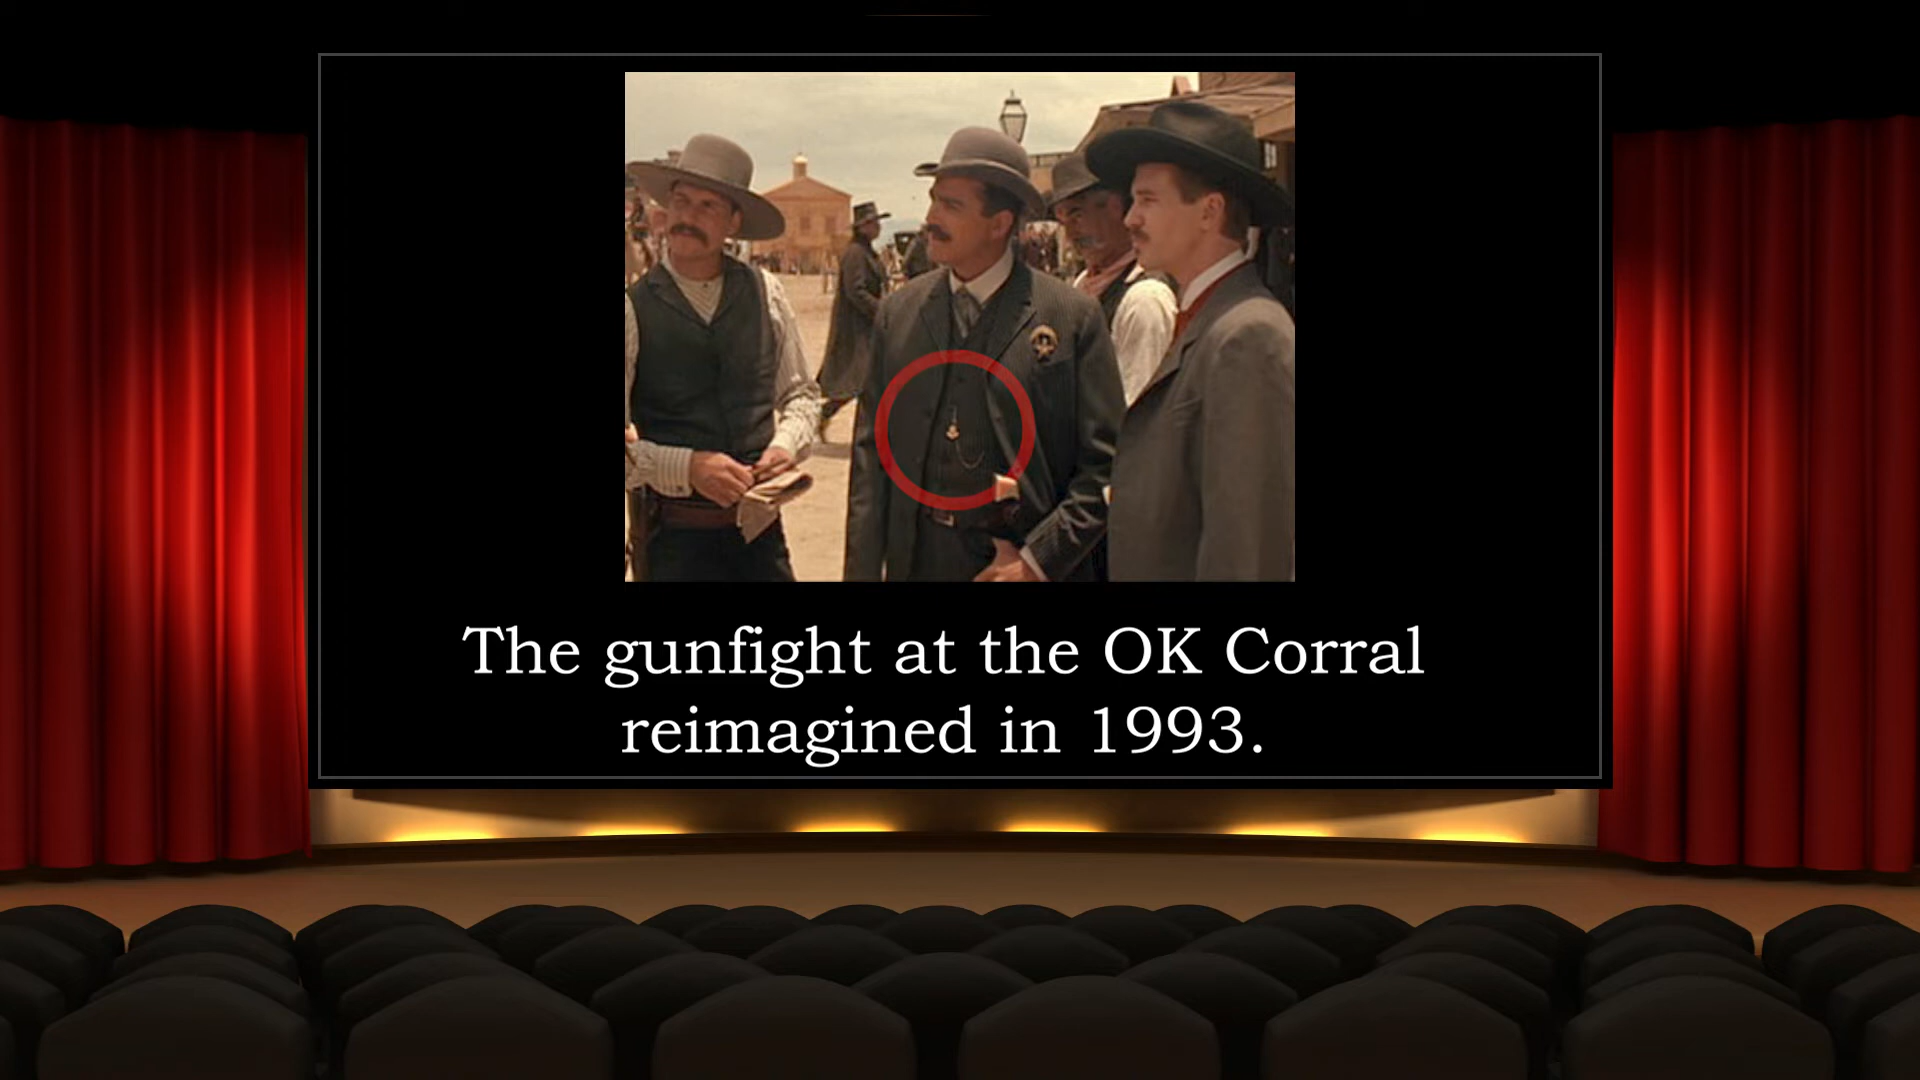 The gunfight at the OK Corral
reimagined in 1993.